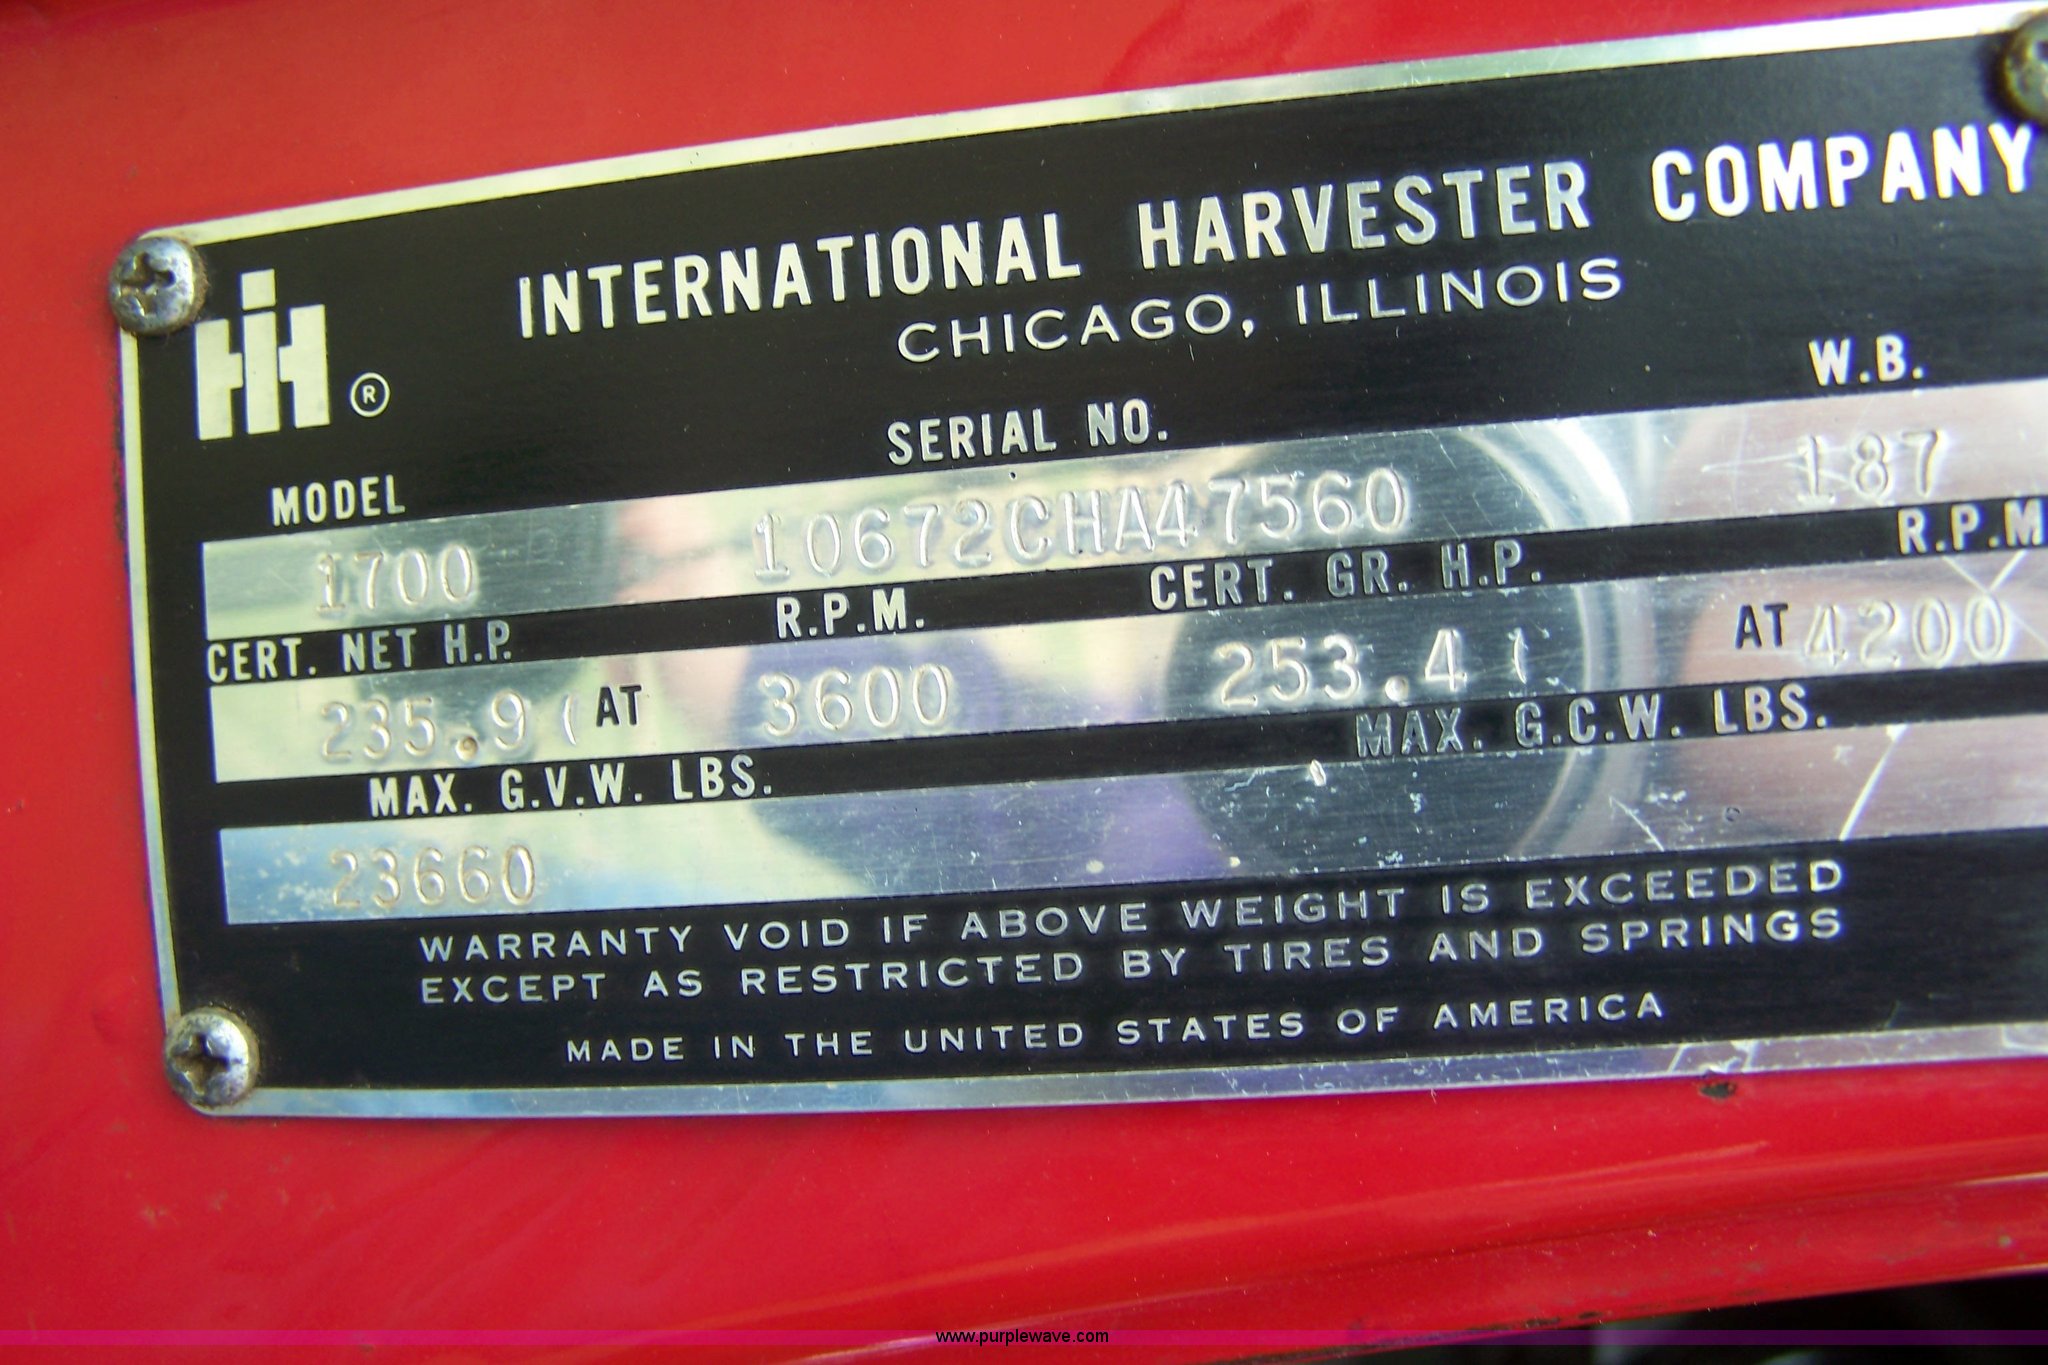 INTERNATIONAL HARVESTER COMPANY
CHICAGO, ILLINOIS
IH ®
MODEL SERIAL NO. W.B.
1700 10672CHA47560 187
CERT. NET H.P. R.P.M. CERT. GR. H.P. R.P.M
235.9 ( AT 3600 253.4 ( AT 4200
MAX. G.V.W. LBS. MAX. G.C.W. LBS.
23660
WARRANTY VOID IF ABOVE WEIGHT IS EXCEEDED
EXCEPT AS RESTRICTED BY TIRES AND SPRINGS
MADE IN THE UNITED STATES OF AMERICA
www.purplewave.com